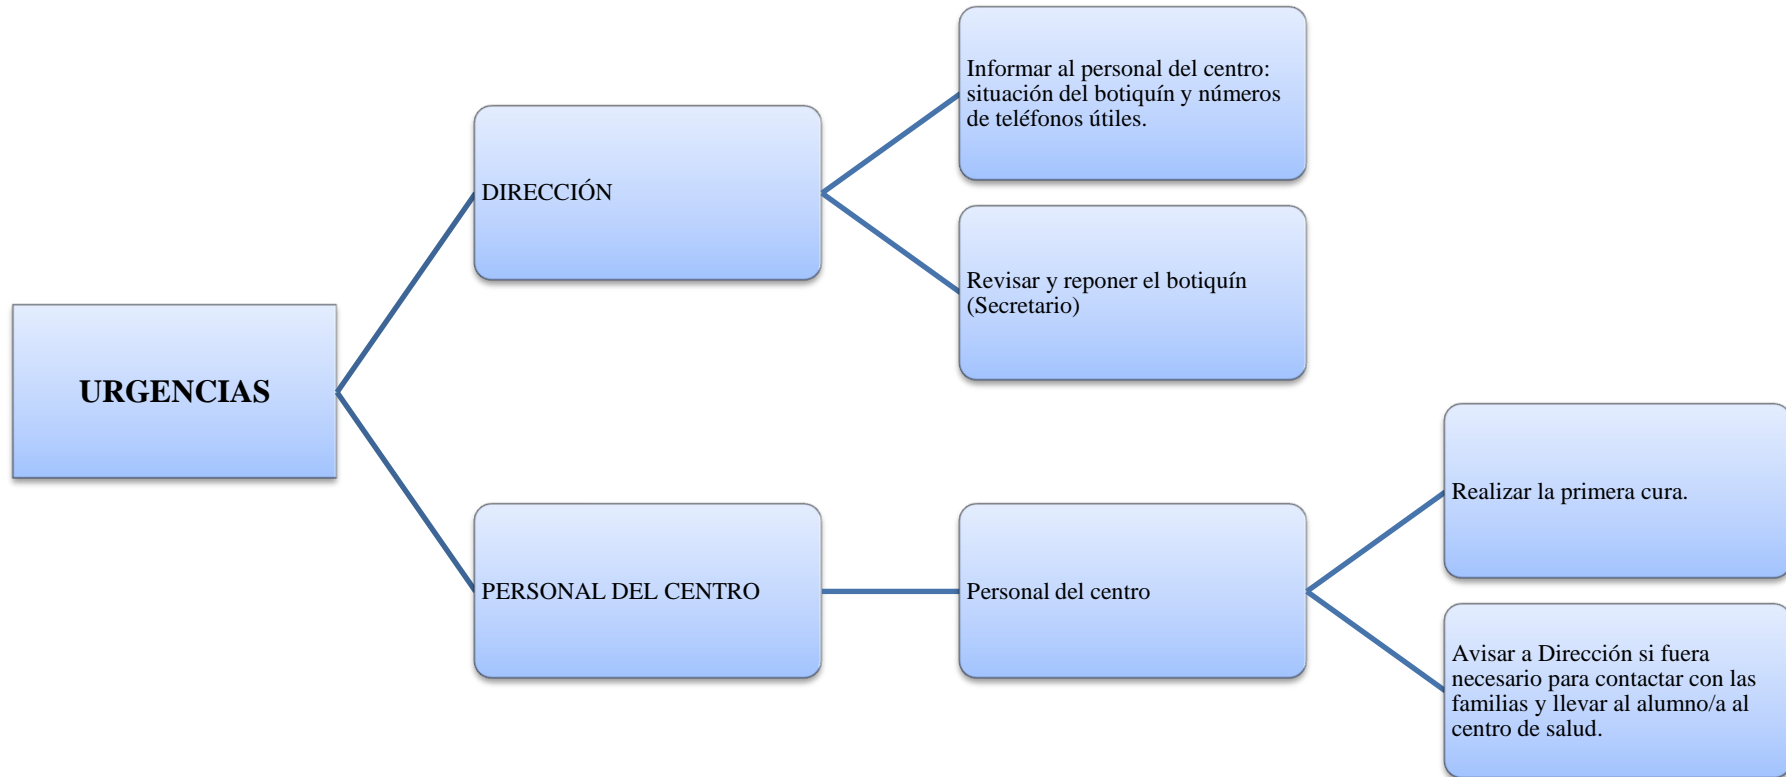 URGENCIAS
DIRECCIÓN
Informar al personal del centro:
situación del botiquín y números
de teléfonos útiles.
Revisar y reponer el botiquín
(Secretario)
PERSONAL DEL CENTRO
Personal del centro
Realizar la primera cura.
Avisar a Dirección si fuera
necesario para contactar con las
familias y llevar al alumno/a al
centro de salud.